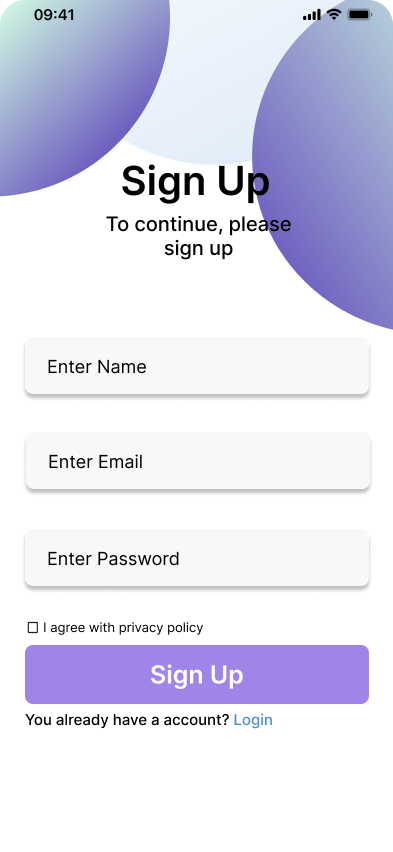 09:41
Sign Up
To continue, please
sign up
Enter Name
Enter Email
Enter Password
I agree with privacy policy
Sign Up
You already have a account? Login